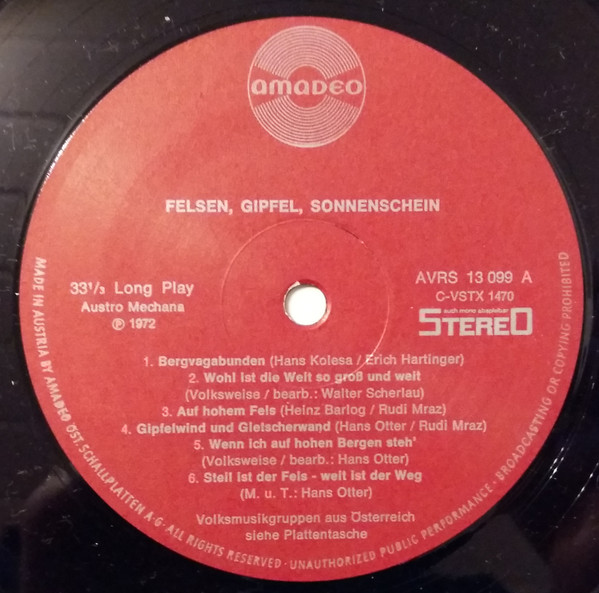 AMADEO
FELSEN, GIPFEL, SONNENSCHEIN
33 1/3 Long Play
Austro Mechana
℗ 1972
AVRS 13 099 A
C-VSTX 1470
auch mono abspielbar
STEREO
1. Bergvagabunden (Hans Kolesa / Erich Hartinger)
2. Wohl ist die Welt so groß und weit
(Volksweise / bearb.: Walter Scherlau)
3. Auf hohem Fels (Heinz Barlog / Rudi Mraz)
4. Gipfelwind und Gletscherwand (Hans Otter / Rudi Mraz)
5. Wenn ich auf hohen Bergen steh'
(Volksweise / bearb.: Hans Otter)
6. Steil ist der Fels - weit ist der Weg
(M. u. T.: Hans Otter)
Volksmusikgruppen aus Österreich
siehe Plattentasche
MADE IN AUSTRIA BY AMADEO ÖST. SCHALLPLATTEN A·G · ALL RIGHTS RESERVED · UNAUTHORIZED PUBLIC PERFORMANCE · BROADCASTING OR COPYING PROHIBITED